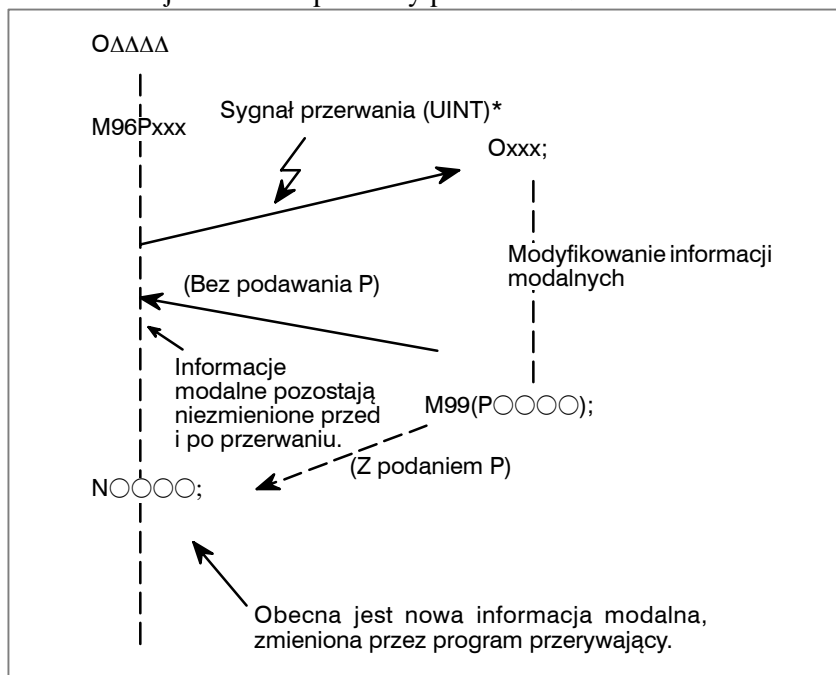 O∆∆∆∆
M96Pxxx
Sygnał przerwania (UINT)*
Oxxx;
Modyfikowanie informacji
modalnych
(Bez podawania P)
Informacje
modalne pozostają
niezmienione przed
i po przerwaniu.
M99(P○○○○);
(Z podaniem P)
N○○○○;
Obecna jest nowa informacja modalna,
zmieniona przez program przerywający.